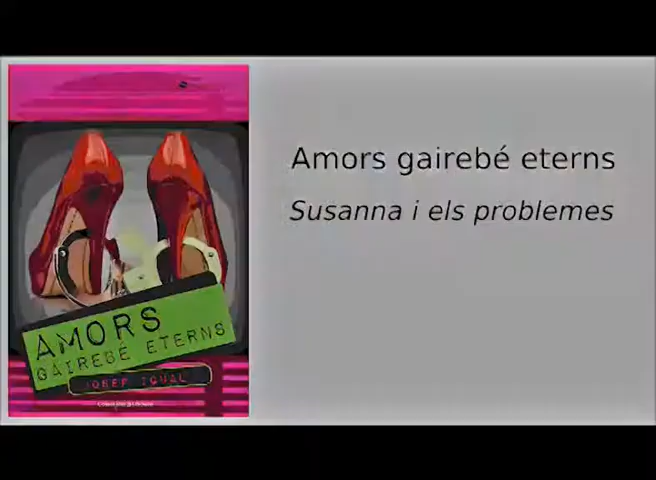 Amors gairebé eterns
Susanna i els problemes
AMORS
GAIREBÉ ETERNS
JOSEP IGUAL